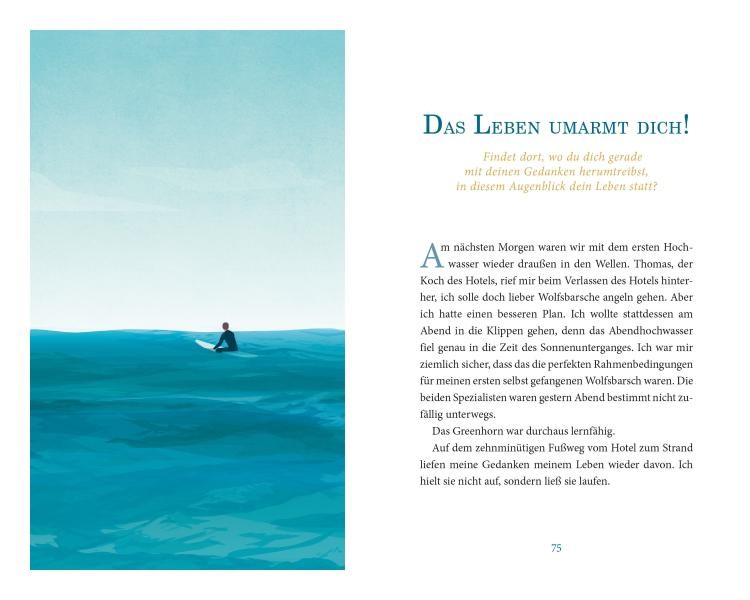 Das Leben umarmt dich!
Findet dort, wo du dich gerade
mit deinen Gedanken herumtreibst,
in diesem Augenblick dein Leben statt?
Am nächsten Morgen waren wir mit dem ersten Hoch-
wasser wieder draußen in den Wellen. Thomas, der
Koch des Hotels, rief mir beim Verlassen des Hotels hinter-
her, ich solle doch lieber Wolfsbarsche angeln gehen. Aber
ich hatte einen besseren Plan. Ich wollte stattdessen am
Abend in die Klippen gehen, denn das Abendhochwasser
fiel genau in die Zeit des Sonnenunterganges. Ich war mir
ziemlich sicher, dass das die perfekten Rahmenbedingungen
für meinen ersten selbst gefangenen Wolfsbarsch waren. Die
beiden Spezialisten waren gestern Abend bestimmt nicht zu-
fällig unterwegs.
Das Greenhorn war durchaus lernfähig.
Auf dem zehnminütigen Fußweg vom Hotel zum Strand
liefen meine Gedanken meinem Leben wieder davon. Ich
hielt sie nicht auf, sondern ließ sie laufen.
75